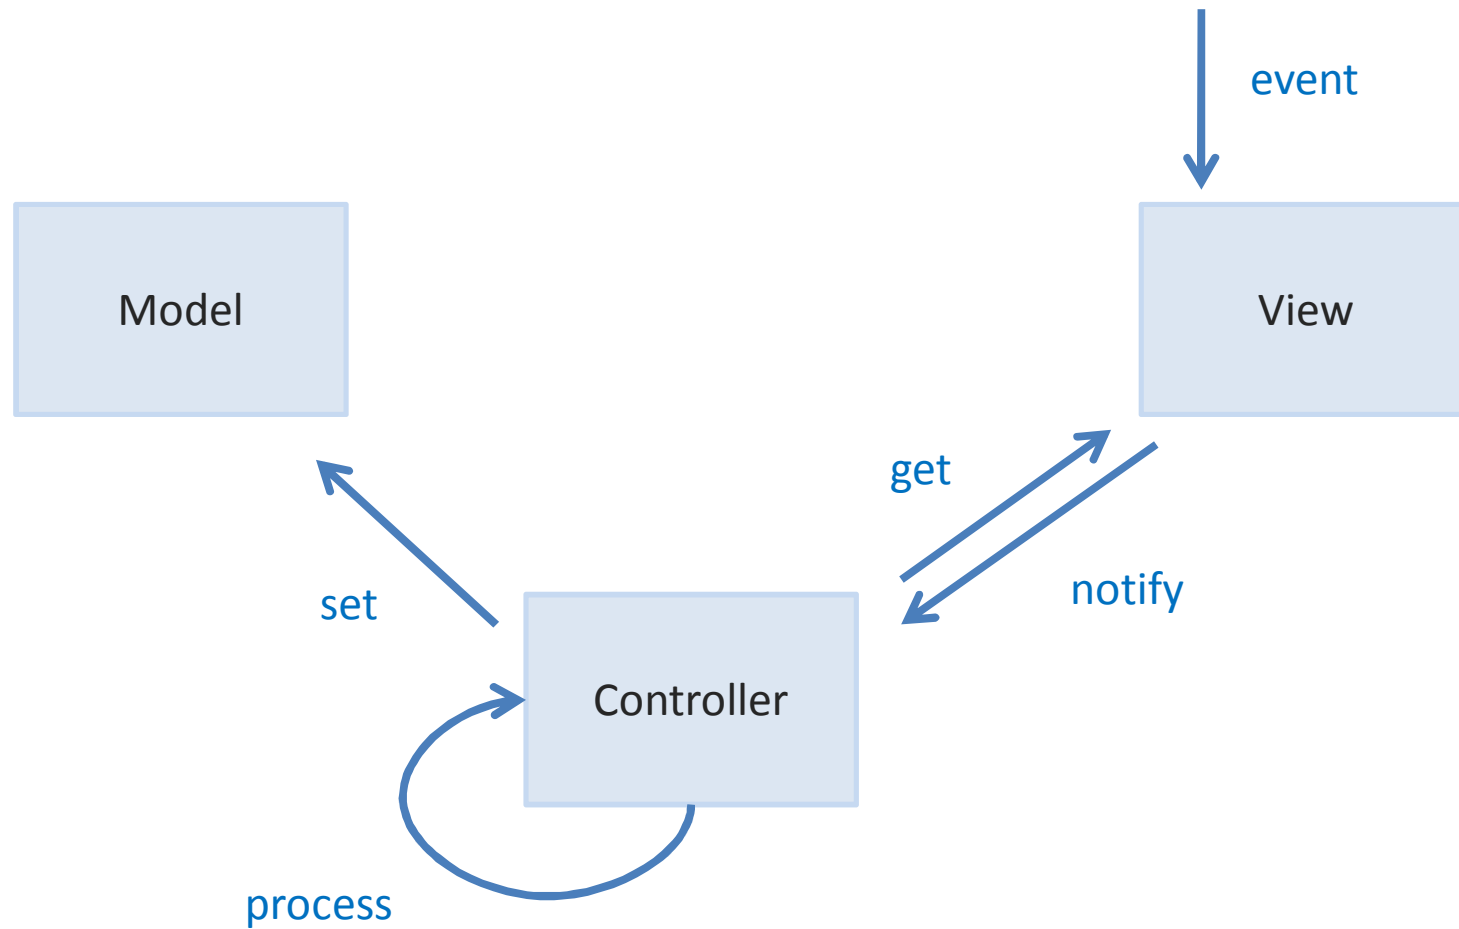 event
Model
View
get
notify
set
Controller
process